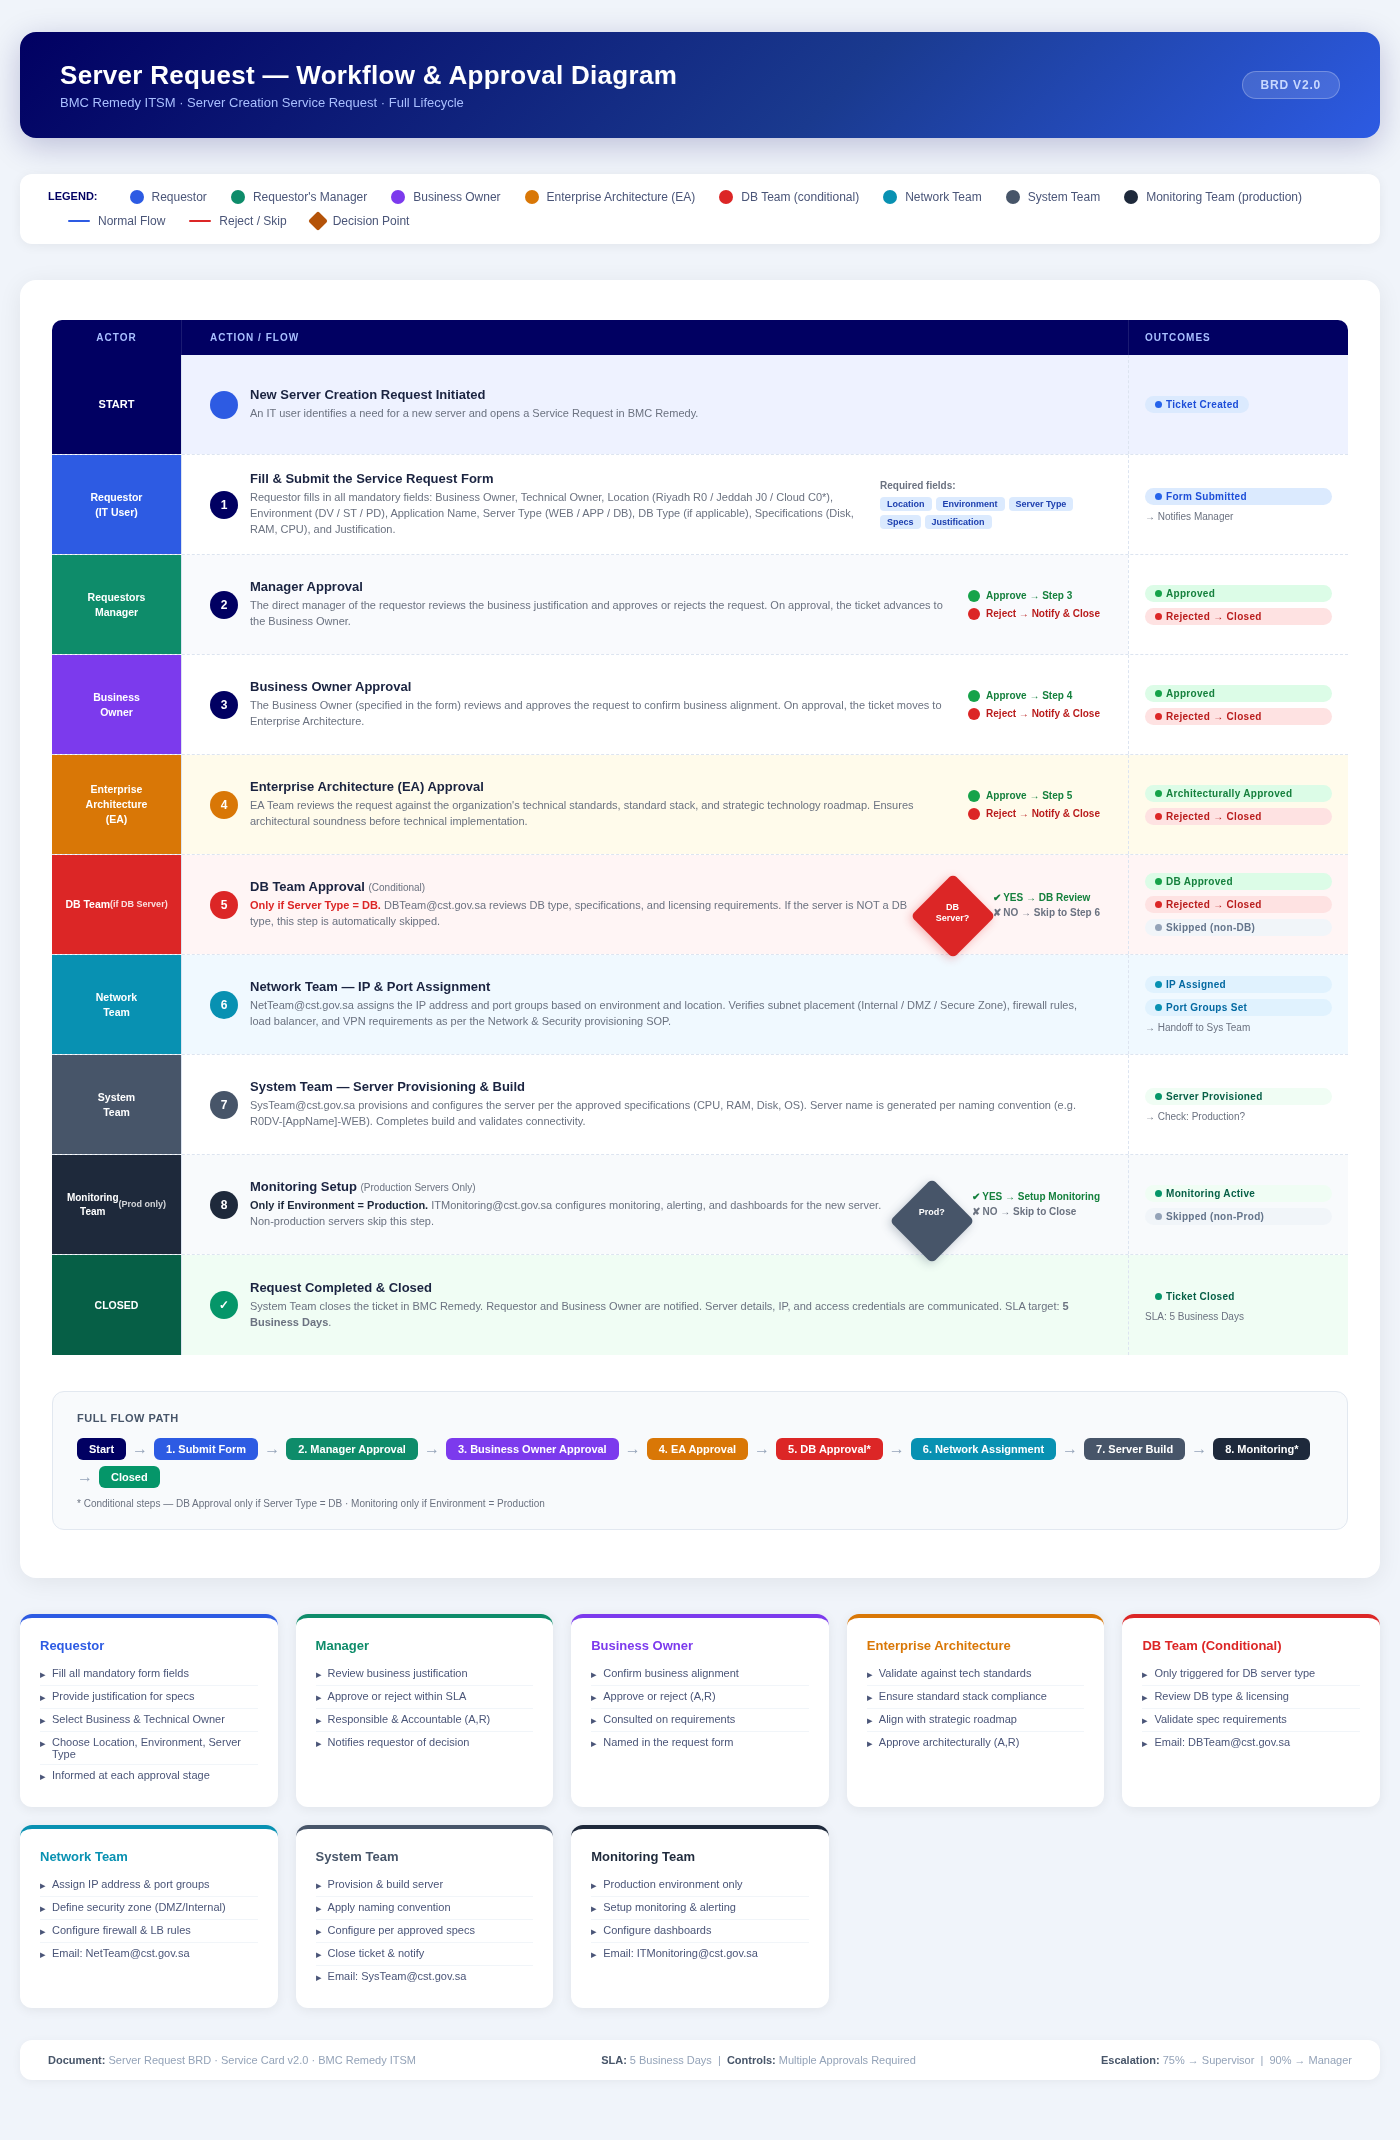 Server Request — Workflow & Approval Diagram
BMC Remedy ITSM · Server Creation Service Request · Full Lifecycle
BRD V2.0
LEGEND:
Requestor
Requestor's Manager
Business Owner
Enterprise Architecture (EA)
DB Team (conditional)
Network Team
System Team
Monitoring Team (production)
Normal Flow
Reject / Skip
Decision Point
ACTOR
ACTION / FLOW
OUTCOMES
START
New Server Creation Request Initiated
An IT user identifies a need for a new server and opens a Service Request in BMC Remedy.
Ticket Created
Requestor
(IT User)
1
Fill & Submit the Service Request Form
Requestor fills in all mandatory fields: Business Owner, Technical Owner, Location (Riyadh R0 / Jeddah J0 / Cloud C0*),
Environment (DV / ST / PD), Application Name, Server Type (WEB / APP / DB), DB Type (if applicable), Specifications (Disk,
RAM, CPU), and Justification.
Required fields:
Location Environment Server Type
Specs Justification
Form Submitted
→ Notifies Manager
Requestors
Manager
2
Manager Approval
The direct manager of the requestor reviews the business justification and approves or rejects the request. On approval, the ticket advances to
the Business Owner.
Approve → Step 3
Reject → Notify & Close
Approved
Rejected → Closed
Business
Owner
3
Business Owner Approval
The Business Owner (specified in the form) reviews and approves the request to confirm business alignment. On approval, the ticket moves to
Enterprise Architecture.
Approve → Step 4
Reject → Notify & Close
Approved
Rejected → Closed
Enterprise
Architecture
(EA)
4
Enterprise Architecture (EA) Approval
EA Team reviews the request against the organization's technical standards, standard stack, and strategic technology roadmap. Ensures
architectural soundness before technical implementation.
Approve → Step 5
Reject → Notify & Close
Architecturally Approved
Rejected → Closed
DB Team(if DB Server)
5
DB Team Approval (Conditional)
Only if Server Type = DB. DBTeam@cst.gov.sa reviews DB type, specifications, and licensing requirements. If the server is NOT a DB
type, this step is automatically skipped.
DB
Server?
✔ YES → DB Review
✘ NO → Skip to Step 6
DB Approved
Rejected → Closed
Skipped (non-DB)
Network
Team
6
Network Team — IP & Port Assignment
NetTeam@cst.gov.sa assigns the IP address and port groups based on environment and location. Verifies subnet placement (Internal / DMZ / Secure Zone), firewall rules,
load balancer, and VPN requirements as per the Network & Security provisioning SOP.
IP Assigned
Port Groups Set
→ Handoff to Sys Team
System
Team
7
System Team — Server Provisioning & Build
SysTeam@cst.gov.sa provisions and configures the server per the approved specifications (CPU, RAM, Disk, OS). Server name is generated per naming convention (e.g.
R0DV-[AppName]-WEB). Completes build and validates connectivity.
Server Provisioned
→ Check: Production?
Monitoring
Team
(Prod only)
8
Monitoring Setup (Production Servers Only)
Only if Environment = Production. ITMonitoring@cst.gov.sa configures monitoring, alerting, and dashboards for the new server.
Non-production servers skip this step.
Prod?
✔ YES → Setup Monitoring
✘ NO → Skip to Close
Monitoring Active
Skipped (non-Prod)
CLOSED
✓
Request Completed & Closed
System Team closes the ticket in BMC Remedy. Requestor and Business Owner are notified. Server details, IP, and access credentials are communicated. SLA target: 5
Business Days.
Ticket Closed
SLA: 5 Business Days
FULL FLOW PATH
Start → 1. Submit Form → 2. Manager Approval → 3. Business Owner Approval → 4. EA Approval → 5. DB Approval* → 6. Network Assignment → 7. Server Build → 8. Monitoring*
→ Closed
* Conditional steps — DB Approval only if Server Type = DB · Monitoring only if Environment = Production
Requestor
▸ Fill all mandatory form fields
▸ Provide justification for specs
▸ Select Business & Technical Owner
▸ Choose Location, Environment, Server
Type
▸ Informed at each approval stage
Manager
▸ Review business justification
▸ Approve or reject within SLA
▸ Responsible & Accountable (A,R)
▸ Notifies requestor of decision
Business Owner
▸ Confirm business alignment
▸ Approve or reject (A,R)
▸ Consulted on requirements
▸ Named in the request form
Enterprise Architecture
▸ Validate against tech standards
▸ Ensure standard stack compliance
▸ Align with strategic roadmap
▸ Approve architecturally (A,R)
DB Team (Conditional)
▸ Only triggered for DB server type
▸ Review DB type & licensing
▸ Validate spec requirements
▸ Email: DBTeam@cst.gov.sa
Network Team
▸ Assign IP address & port groups
▸ Define security zone (DMZ/Internal)
▸ Configure firewall & LB rules
▸ Email: NetTeam@cst.gov.sa
System Team
▸ Provision & build server
▸ Apply naming convention
▸ Configure per approved specs
▸ Close ticket & notify
▸ Email: SysTeam@cst.gov.sa
Monitoring Team
▸ Production environment only
▸ Setup monitoring & alerting
▸ Configure dashboards
▸ Email: ITMonitoring@cst.gov.sa
Document: Server Request BRD · Service Card v2.0 · BMC Remedy ITSM
SLA: 5 Business Days | Controls: Multiple Approvals Required
Escalation: 75% → Supervisor | 90% → Manager